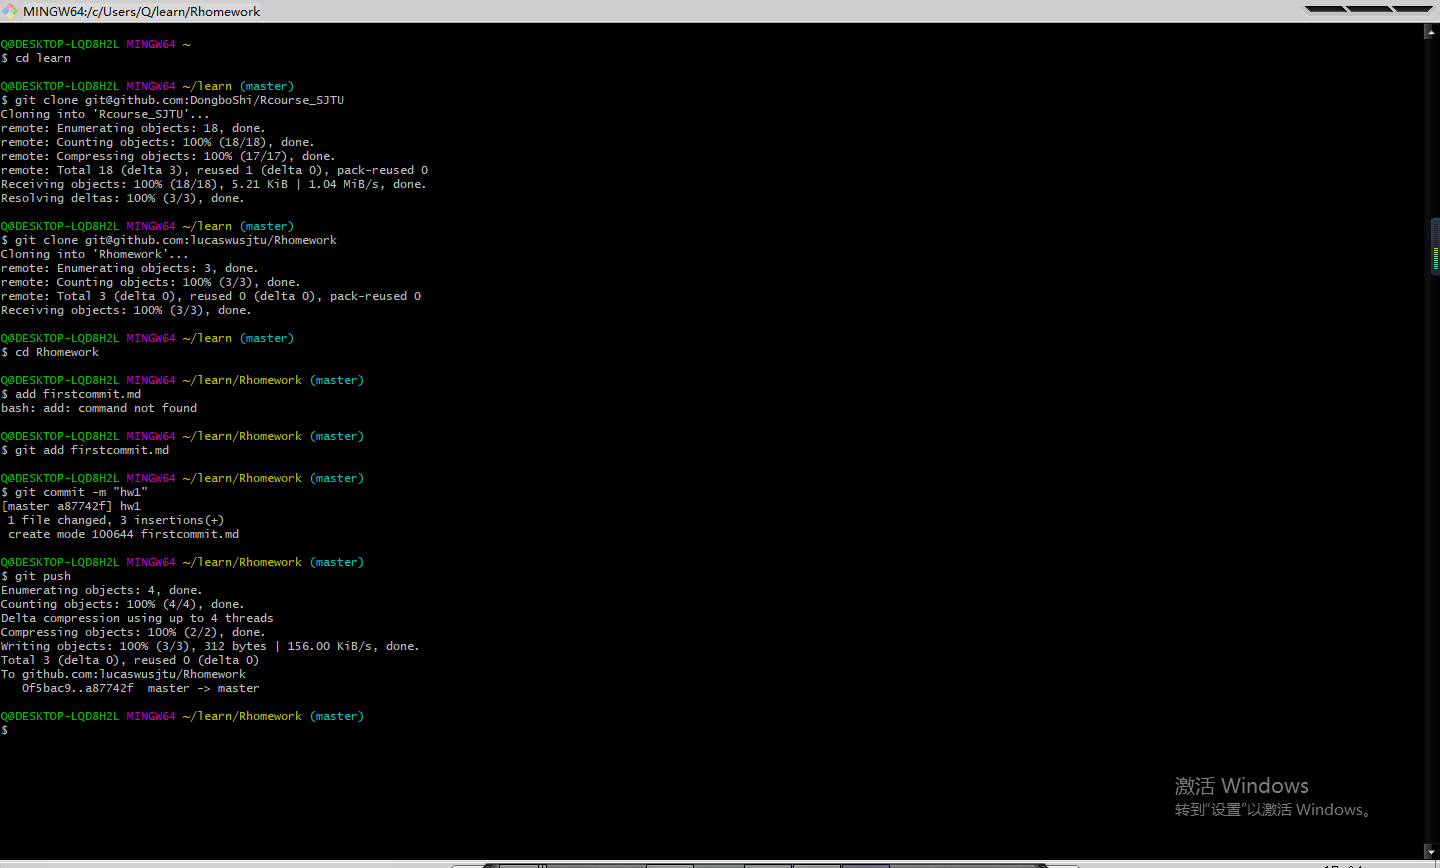 MINGW64:/c/Users/Q/learn/Rhomework
Q@DESKTOP-LQD8H2L MINGW64 ~
$ cd learn
Q@DESKTOP-LQD8H2L MINGW64 ~/learn (master)
$ git clone git@github.com:DongboShi/Rcourse_SJTU
Cloning into 'Rcourse_SJTU'...
remote: Enumerating objects: 18, done.
remote: Counting objects: 100% (18/18), done.
remote: Compressing objects: 100% (17/17), done.
remote: Total 18 (delta 3), reused 1 (delta 0), pack-reused 0
Receiving objects: 100% (18/18), 5.21 KiB | 1.04 MiB/s, done.
Resolving deltas: 100% (3/3), done.
Q@DESKTOP-LQD8H2L MINGW64 ~/learn (master)
$ git clone git@github.com:lucaswusjtu/Rhomework
Cloning into 'Rhomework'...
remote: Enumerating objects: 3, done.
remote: Counting objects: 100% (3/3), done.
remote: Total 3 (delta 0), reused 0 (delta 0), pack-reused 0
Receiving objects: 100% (3/3), done.
Q@DESKTOP-LQD8H2L MINGW64 ~/learn (master)
$ cd Rhomework
Q@DESKTOP-LQD8H2L MINGW64 ~/learn/Rhomework (master)
$ add firstcommit.md
bash: add: command not found
Q@DESKTOP-LQD8H2L MINGW64 ~/learn/Rhomework (master)
$ git add firstcommit.md
Q@DESKTOP-LQD8H2L MINGW64 ~/learn/Rhomework (master)
$ git commit -m "hw1"
[master a87742f] hw1
1 file changed, 3 insertions(+)
create mode 100644 firstcommit.md
Q@DESKTOP-LQD8H2L MINGW64 ~/learn/Rhomework (master)
$ git push
Enumerating objects: 4, done.
Counting objects: 100% (4/4), done.
Delta compression using up to 4 threads
Compressing objects: 100% (2/2), done.
Writing objects: 100% (3/3), 312 bytes | 156.00 KiB/s, done.
Total 3 (delta 0), reused 0 (delta 0)
To github.com:lucaswusjtu/Rhomework
0f5bac9..a87742f  master -> master
Q@DESKTOP-LQD8H2L MINGW64 ~/learn/Rhomework (master)
$
激活 Windows
转到“设置”以激活 Windows。